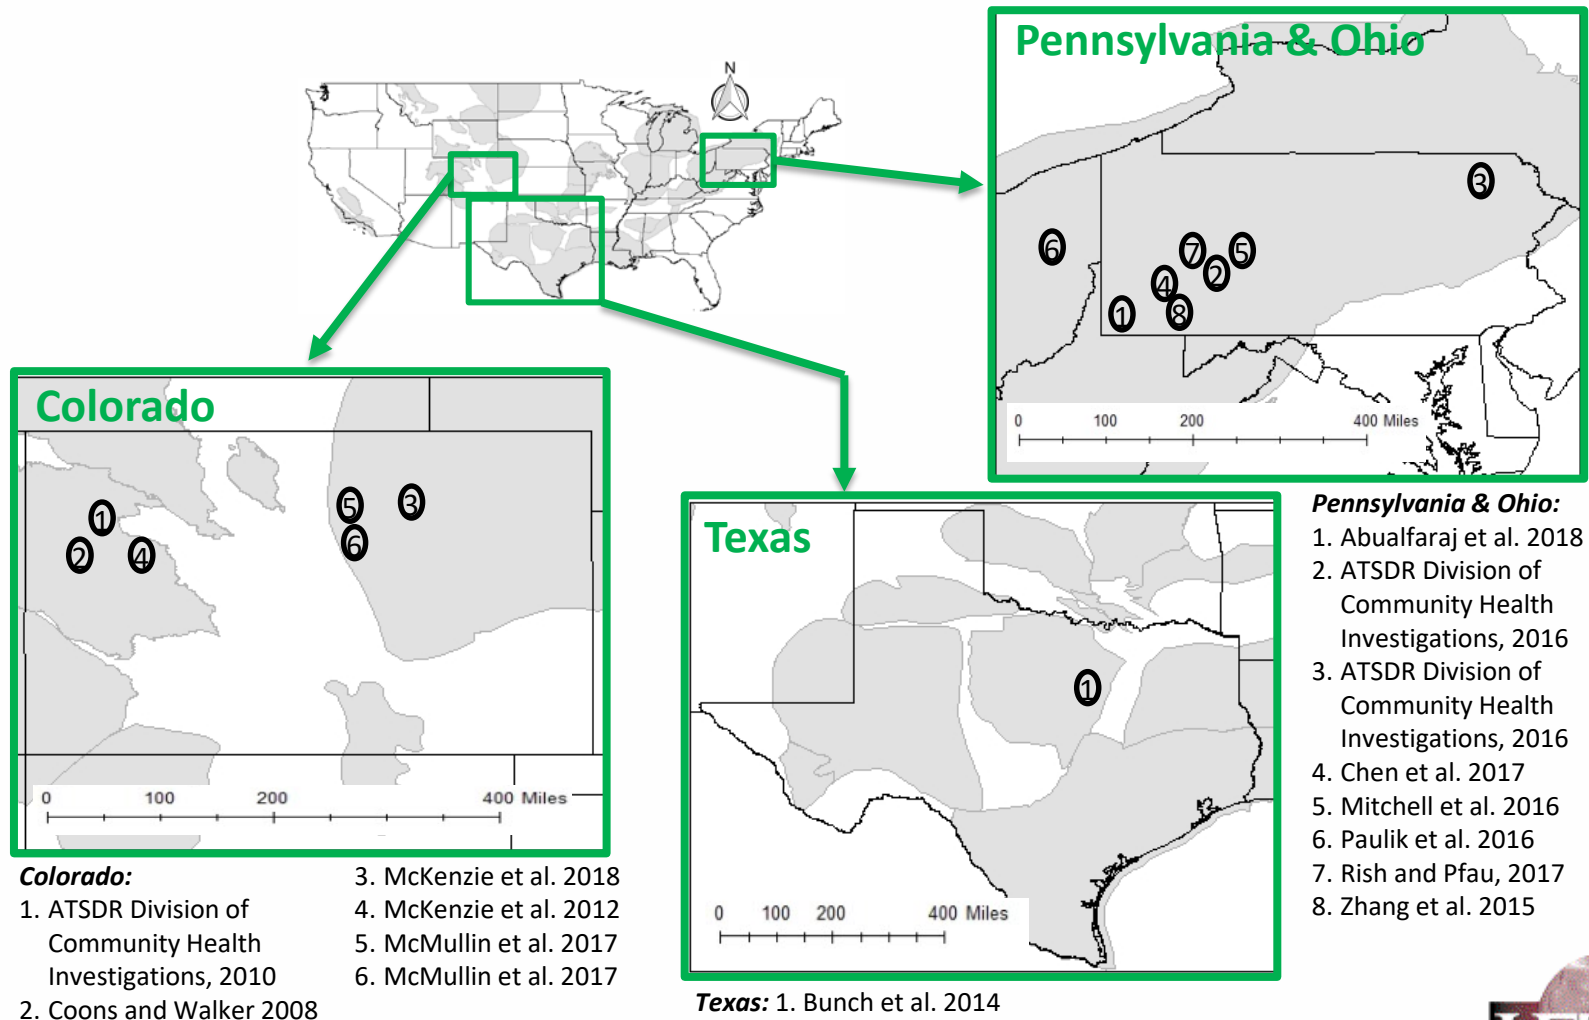 N
Pennsylvania & Ohio
3
6
7
5
2
4
1
8
0 100 200 400 Miles
Colorado
5
3
1
6
2
4
0 100 200 400 Miles
Texas
1
0 100 200 400 Miles
Pennsylvania & Ohio:
1. Abualfaraj et al. 2018
2. ATSDR Division of
Community Health
Investigations, 2016
3. ATSDR Division of
Community Health
Investigations, 2016
4. Chen et al. 2017
5. Mitchell et al. 2016
6. Paulik et al. 2016
7. Rish and Pfau, 2017
8. Zhang et al. 2015
Colorado:
1. ATSDR Division of
Community Health
Investigations, 2010
2. Coons and Walker 2008
3. McKenzie et al. 2018
4. McKenzie et al. 2012
5. McMullin et al. 2017
6. McMullin et al. 2017
Texas: 1. Bunch et al. 2014